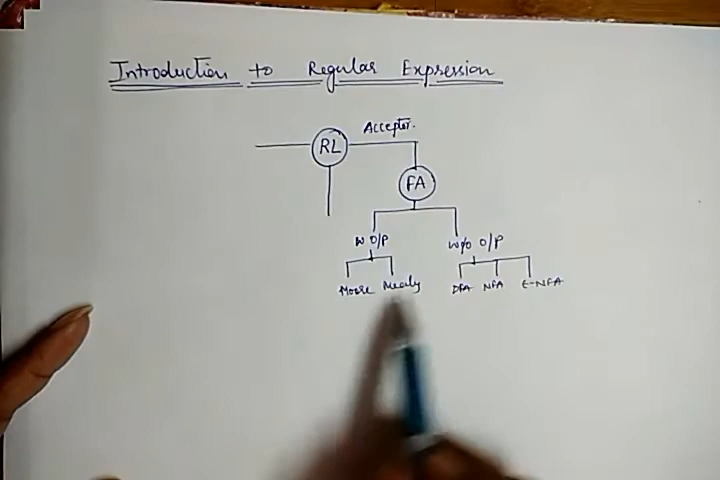 Introduction to Regular Expression
Acceptor.
RL
FA
W O/P W/o O/P
Moore Mealy DFA NFA E-NFA